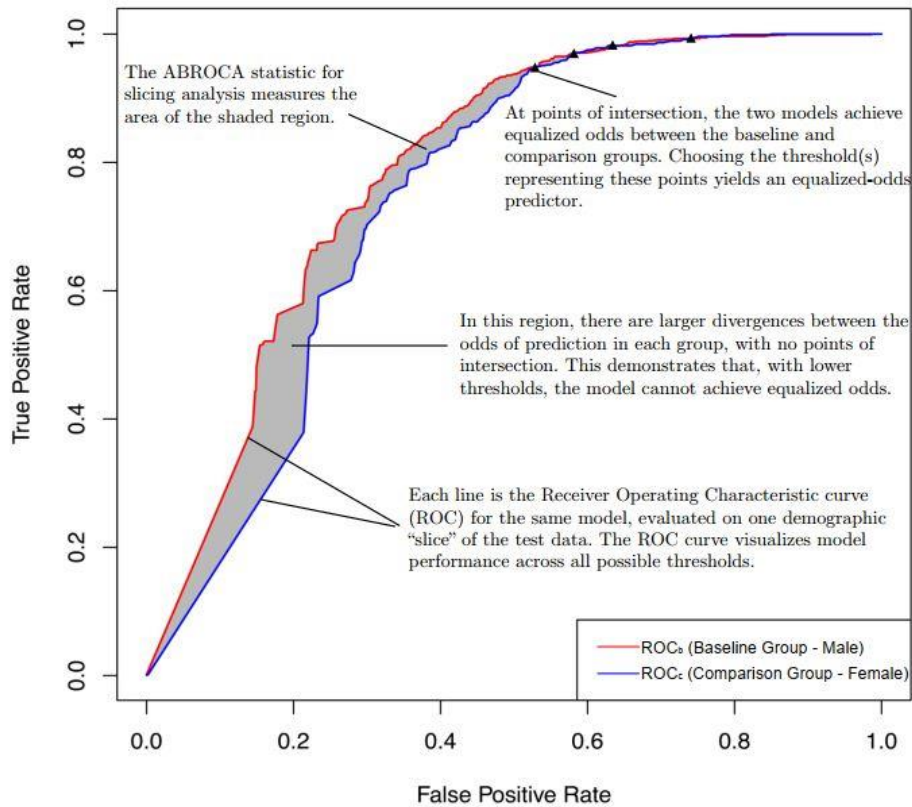 The ABROCA statistic for
slicing analysis measures the
area of the shaded region.
At points of intersection, the two models achieve
equalized odds between the baseline and
comparison groups. Choosing the threshold(s)
representing these points yields an equalized-odds
predictor.
In this region, there are larger divergences between the
odds of prediction in each group, with no points of
intersection. This demonstrates that, with lower
thresholds, the model cannot achieve equalized odds.
Each line is the Receiver Operating Characteristic curve
(ROC) for the same model, evaluated on one demographic
“slice” of the test data. The ROC curve visualizes model
performance across all possible thresholds.
ROCb (Baseline Group - Male)
ROCc (Comparison Group - Female)
True Positive Rate
1.0
0.8
0.6
0.4
0.2
0.0
0.0 0.2 0.4 0.6 0.8 1.0
False Positive Rate